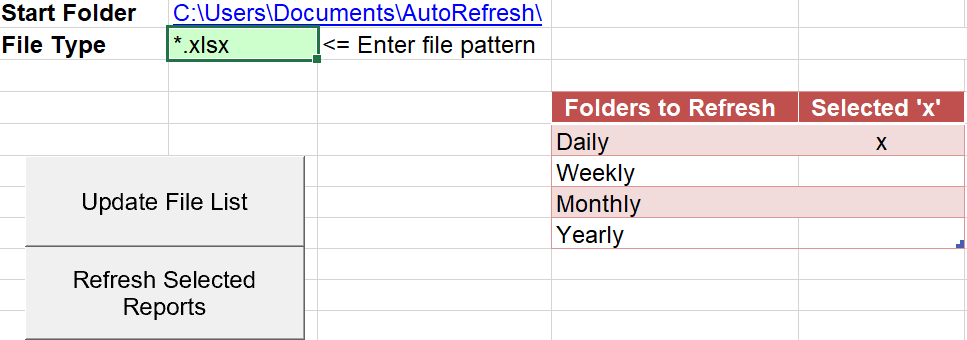 Start Folder C:\Users\Documents\AutoRefresh\
File Type *.xlsx <= Enter file pattern
Folders to Refresh Selected 'x'
Daily x
Weekly
Monthly
Yearly
Update File List
Refresh Selected
Reports